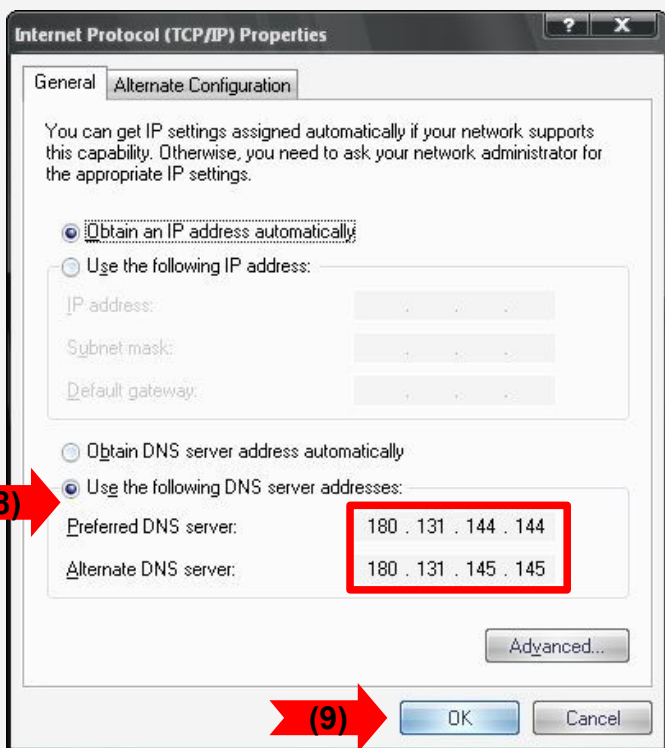 Internet Protocol (TCP/IP) Properties
? X
General Alternate Configuration
You can get IP settings assigned automatically if your network supports
this capability. Otherwise, you need to ask your network administrator for
the appropriate IP settings.
Obtain an IP address automatically
Use the following IP address:
IP address: . . .
Subnet mask: . . .
Default gateway: . . .
Obtain DNS server address automatically
8) Use the following DNS server addresses:
Preferred DNS server: 180 . 131 . 144 . 144
Alternate DNS server: 180 . 131 . 145 . 145
Advanced...
(9) OK Cancel